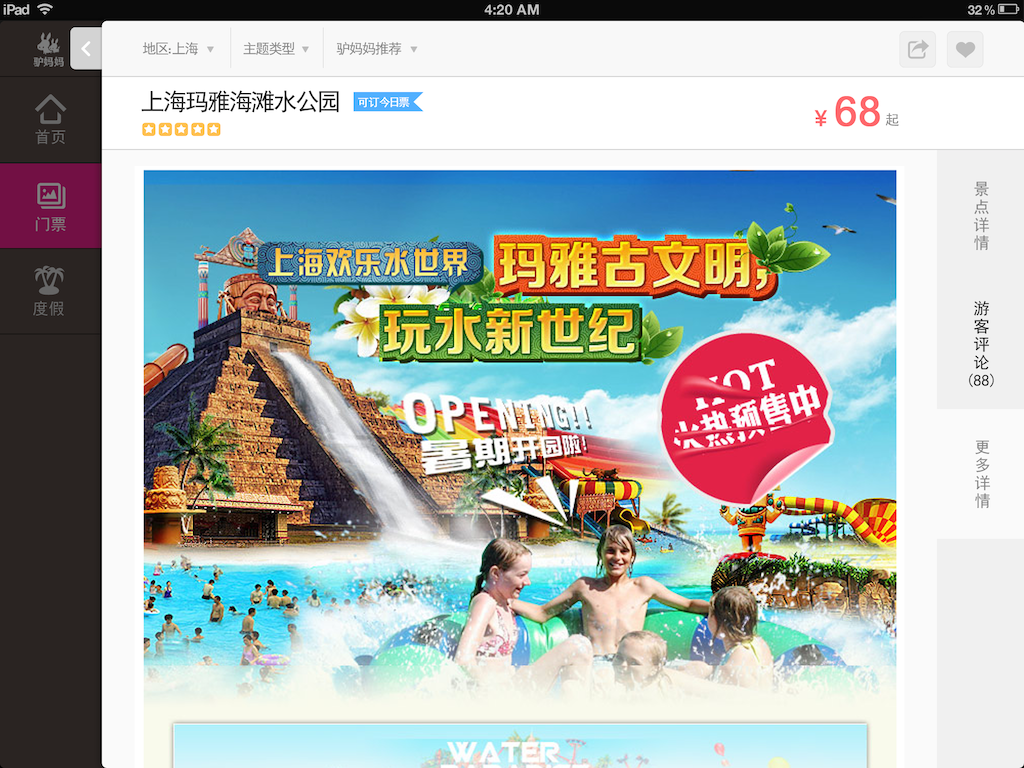 iPad 4:20 AM 32%
驴妈妈
地区:上海 ▼ 主题类型 ▼ 驴妈妈推荐 ▼
首页
门票
度假
上海玛雅海滩水公园 可订今日票
¥ 68 起
景点详情
游客评论
(88)
更多详情
上海欢乐水世界 玛雅古文明,
玩水新世纪
OPENING!!
暑期开园啦!
HOT
火热预售中
WATER